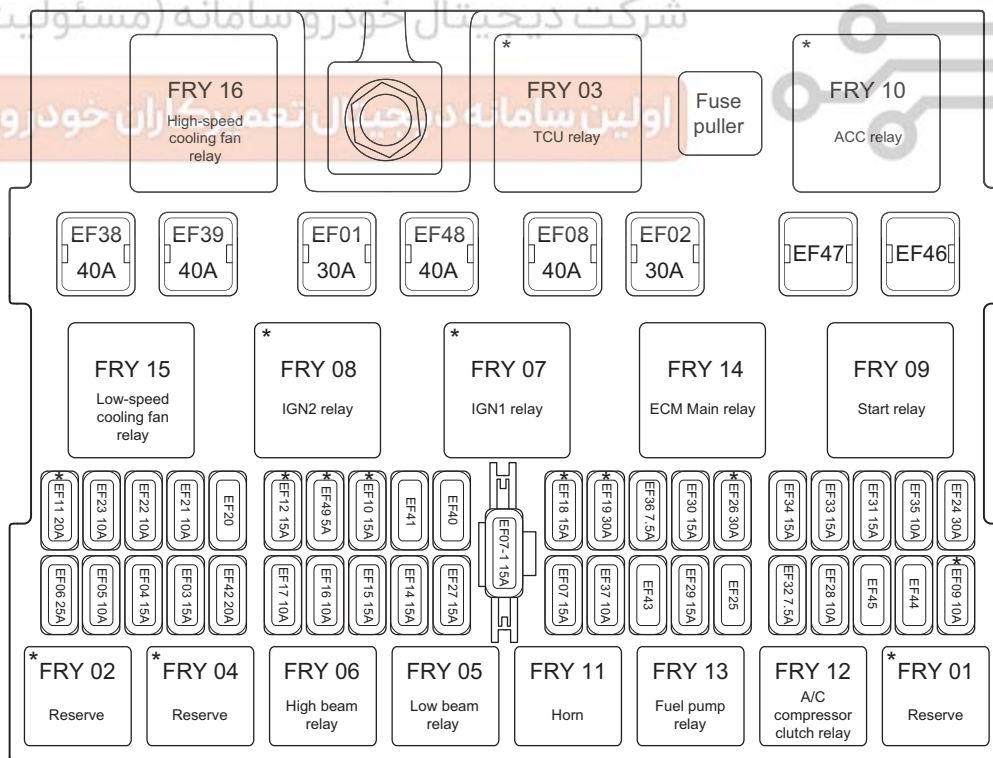 شرکت دیجیتال خودرو سامانه (مسئولیت
اولین سامانه دیجیتال تعمیرکاران خودرو
FRY 16
High-speed
cooling fan
relay
*
FRY 03
TCU relay
Fuse
puller
*
FRY 10
ACC relay
EF38
40A
EF39
40A
EF01
30A
EF48
40A
EF08
40A
EF02
30A
EF47
EF46
FRY 15
Low-speed
cooling fan
relay
*
FRY 08
IGN2 relay
*
FRY 07
IGN1 relay
FRY 14
ECM Main relay
FRY 09
Start relay
*
EF11 20A
EF23 10A
EF22 10A
EF21 10A
EF20
*
EF12 15A
*
EF49 5A
*
EF10 15A
EF41
EF40
EF07-1 15A
*
EF18 15A
*
EF19 30A
EF36 7.5A
EF30 15A
*
EF26 30A
EF34 15A
EF33 15A
EF31 15A
EF35 10A
EF24 30A
EF06 25A
EF05 10A
EF04 15A
EF03 15A
EF42 20A
EF17 10A
EF16 10A
EF15 15A
EF14 15A
EF27 15A
EF07 15A
EF37 10A
EF43
EF29 15A
EF25
EF32 7.5A
EF28 10A
EF45
EF44
*
EF09 10A
*
FRY 02
Reserve
*
FRY 04
Reserve
FRY 06
High beam
relay
FRY 05
Low beam
relay
FRY 11
Horn
FRY 13
Fuel pump
relay
FRY 12
A/C
compressor
clutch relay
*
FRY 01
Reserve